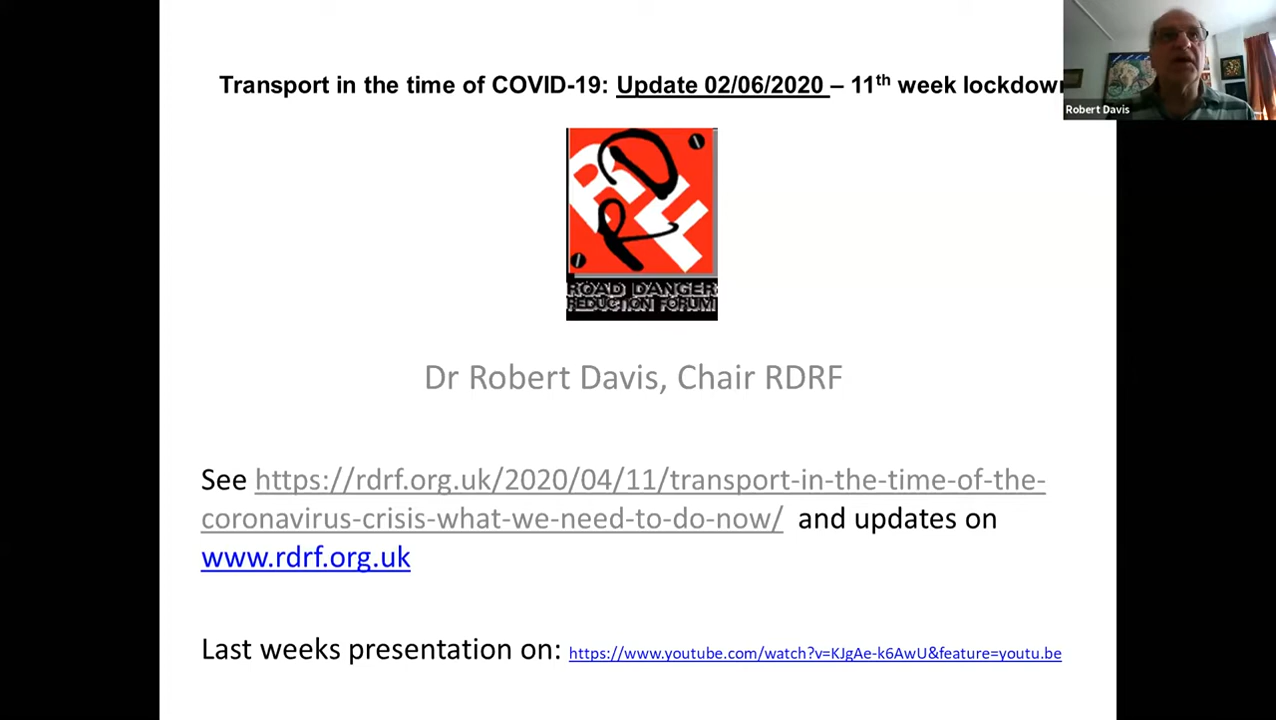 Transport in the time of COVID-19: Update 02/06/2020 – 11th week lockdown
Robert Davis
RDRF
ROAD DANGER
REDUCTION FORUM
Dr Robert Davis, Chair RDRF
See https://rdrf.org.uk/2020/04/11/transport-in-the-time-of-the-
coronavirus-crisis-what-we-need-to-do-now/ and updates on
www.rdrf.org.uk
Last weeks presentation on: https://www.youtube.com/watch?v=KJgAe-k6AwU&feature=youtu.be